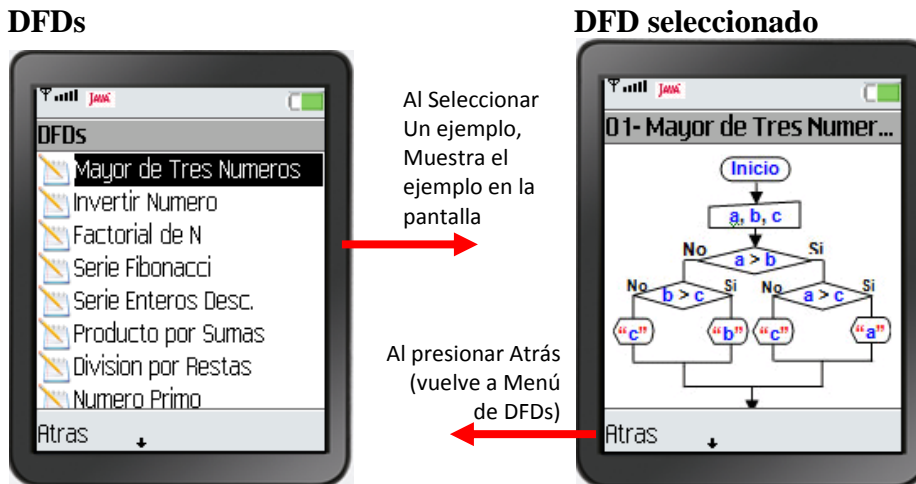 DFDs
DFD seleccionado
JAVA
DFDs
Mayor de Tres Numeros
Invertir Numero
Factorial de N
Serie Fibonacci
Serie Enteros Desc.
Producto por Sumas
Division por Restas
Numero Primo
Atras
Al Seleccionar
Un ejemplo,
Muestra el
ejemplo en la
pantalla
Al presionar Atrás
(vuelve a Menú
de DFDs)
JAVA
01- Mayor de Tres Numer...
Inicio
a, b, c
No
Si
a > b
No
Si
No
Si
b > c
a > c
“c”
“b”
“c”
“a”
Atras